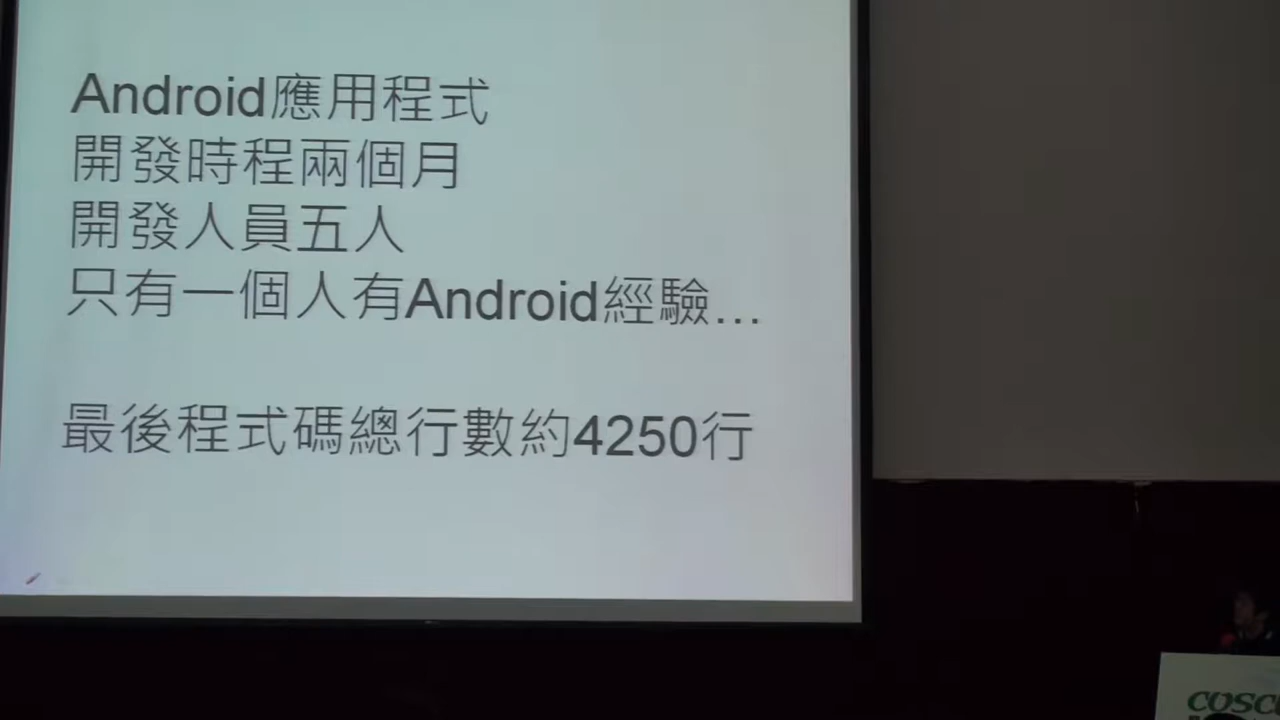 Android應用程式
開發時程兩個月
開發人員五人
只有一個人有Android經驗...
最後程式碼總行數約4250行